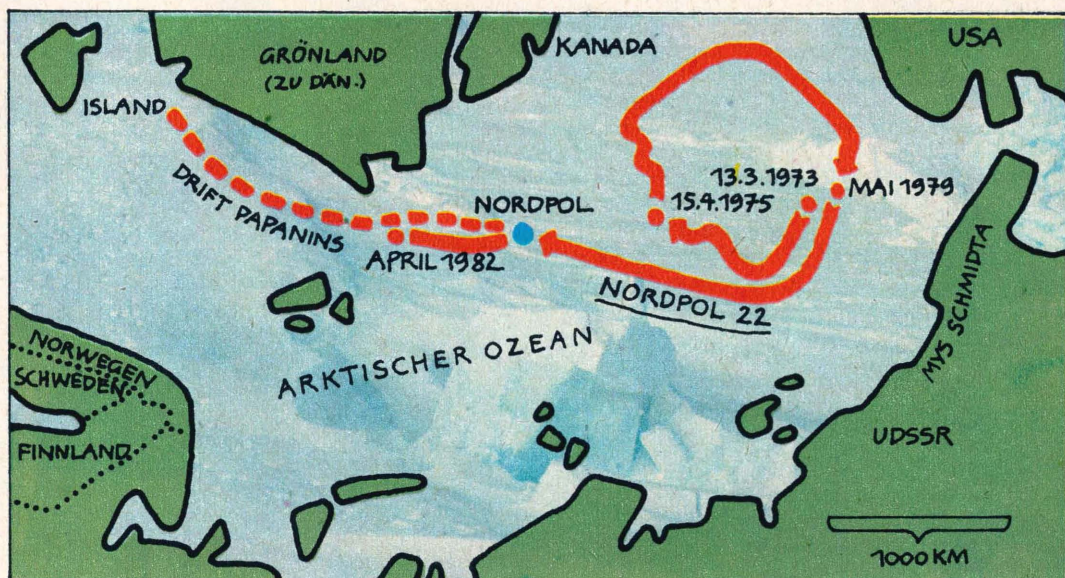 GRÖNLAND
(ZU DÄN.)
KANADA
USA
ISLAND
DRIFT PAPANINS
NORDPOL
13.3.1973
15.4.1975
MAI 1979
APRIL 1982
NORDPOL 22
MYS SCHMIDTA
ARKTISCHER OZEAN
NORWEGEN
SCHWEDEN
FINNLAND
UDSSR
1000 KM